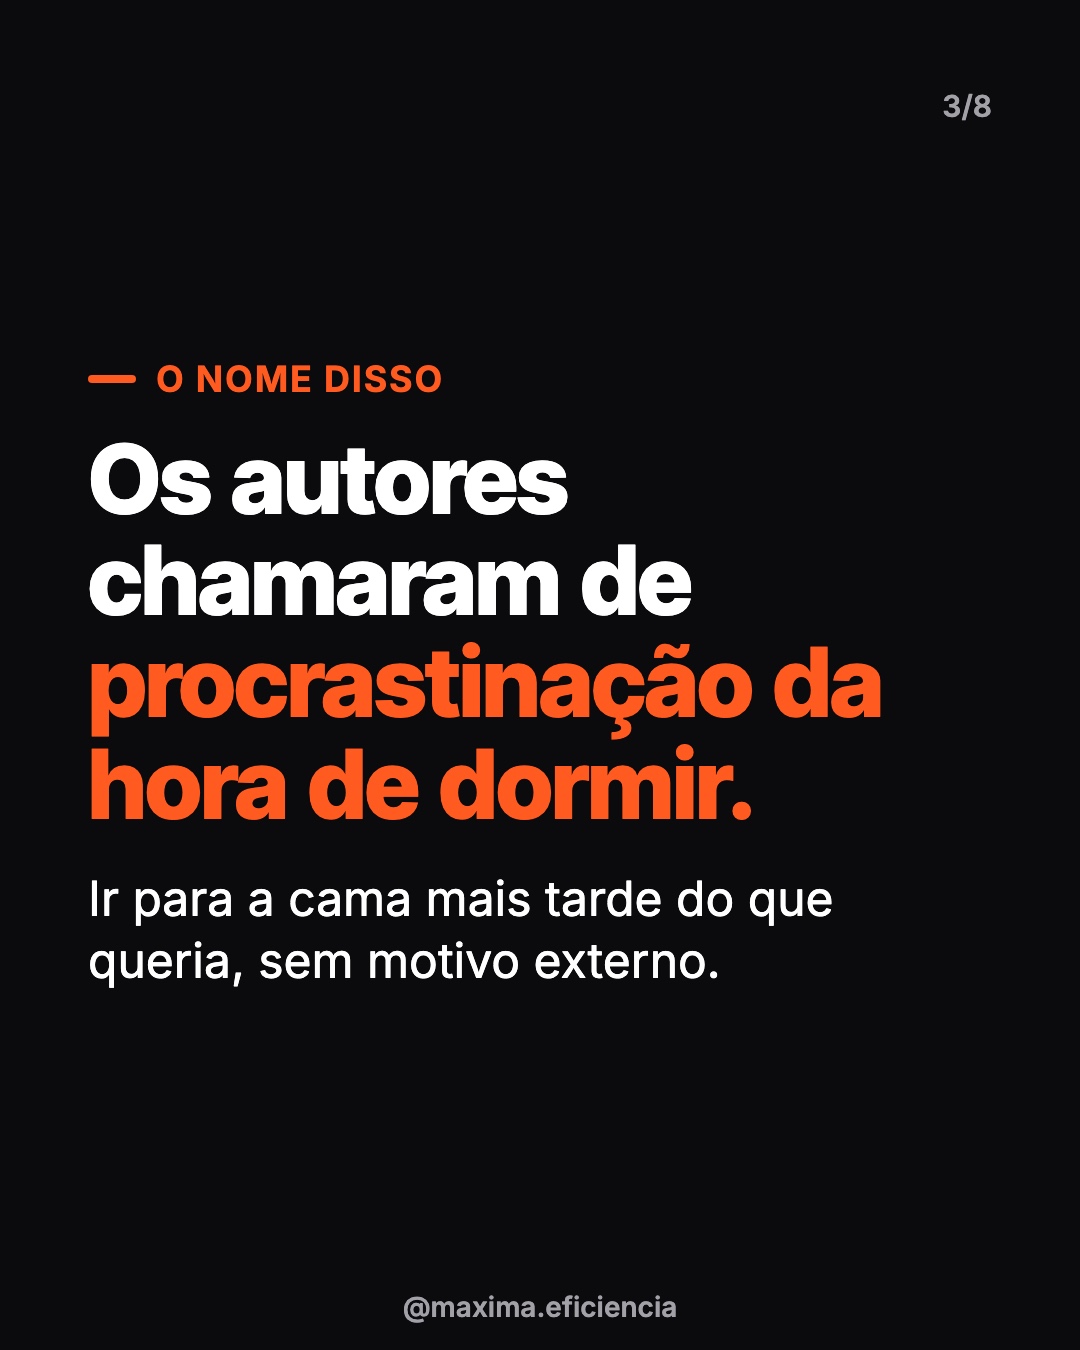 3/8
O NOME DISSO
Os autores
chamaram de
procrastinação da
hora de dormir.
Ir para a cama mais tarde do que
queria, sem motivo externo.
@maxima.eficiencia